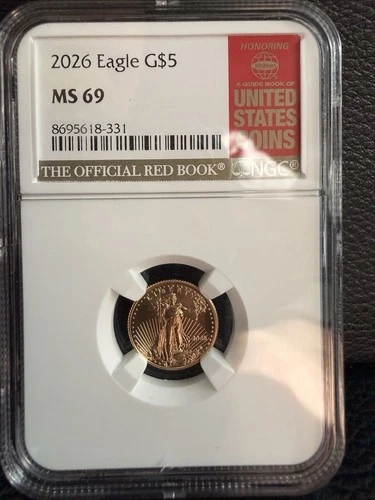 HONORING
2026 Eagle G$5
MS 69
8695618-331
A GUIDE BOOK OF
UNITED
STATES
COINS
THE OFFICIAL RED BOOK®
NGC®
LIBERTY